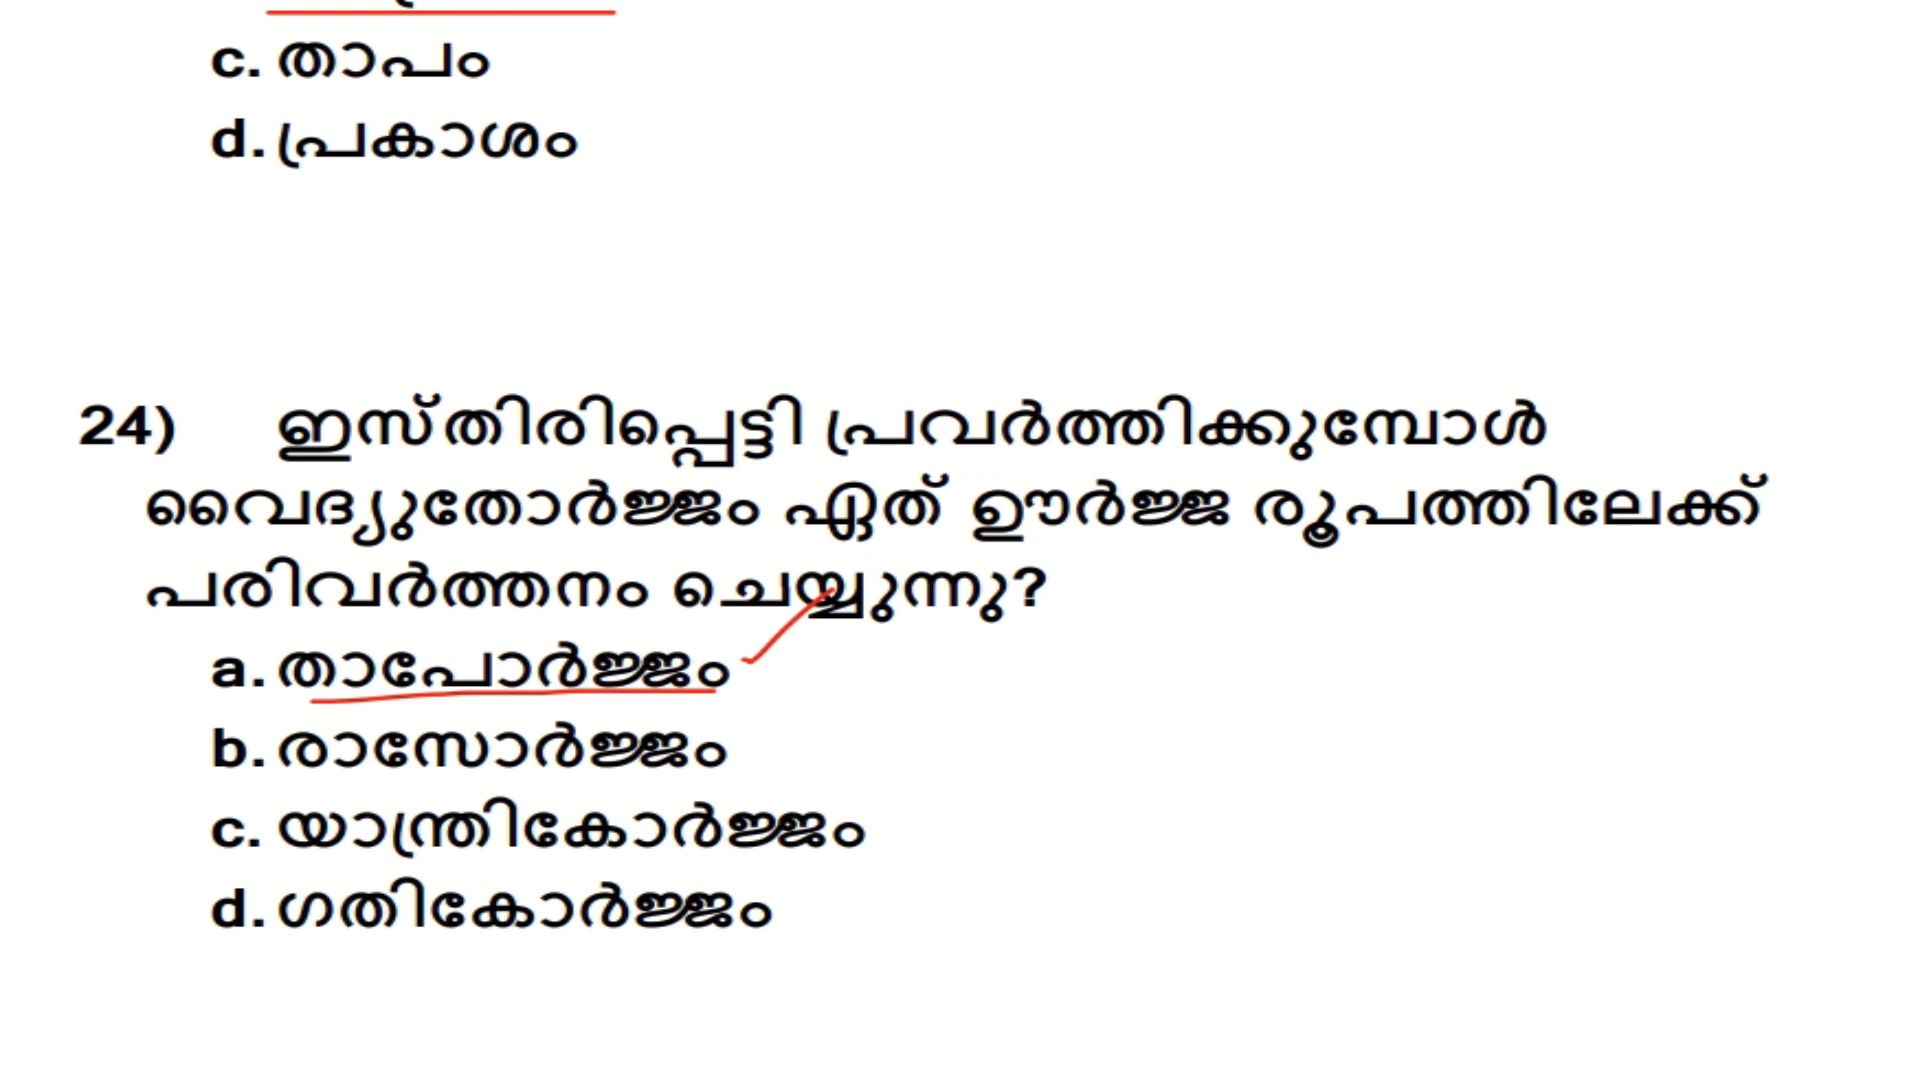 c. താപം
d. പ്രകാശം
24) ഇസ്തിരിപ്പെട്ടി പ്രവർത്തിക്കുമ്പോൾ
വൈദ്യുതോർജ്ജം ഏത് ഊർജ്ജ രൂപത്തിലേക്ക്
പരിവർത്തനം ചെയ്യുന്നു?
a. താപോർജ്ജം
b. രാസോർജ്ജം
c. യാന്ത്രികോർജ്ജം
d. ഗതികോർജ്ജം